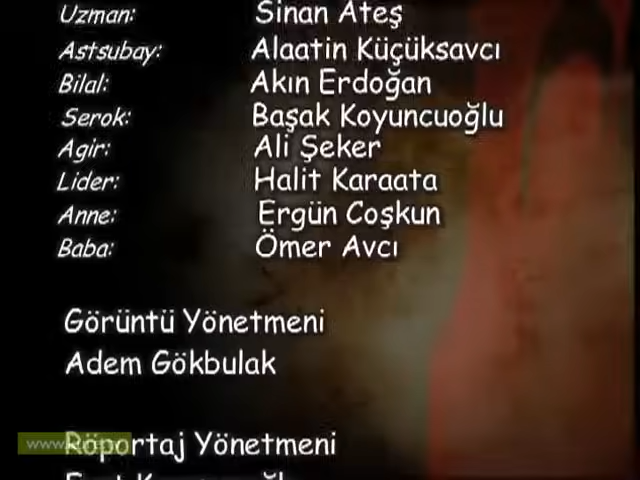 Uzman: Sinan Ateş
Astsubay: Alaatin Küçüksavcı
Bilal: Akın Erdoğan
Serok: Başak Koyuncuoğlu
Agir: Ali Şeker
Lider: Halit Karaata
Anne: Ergün Coşkun
Baba: Ömer Avcı
Görüntü Yönetmeni
Adem Gökbulak
Röportaj Yönetmeni